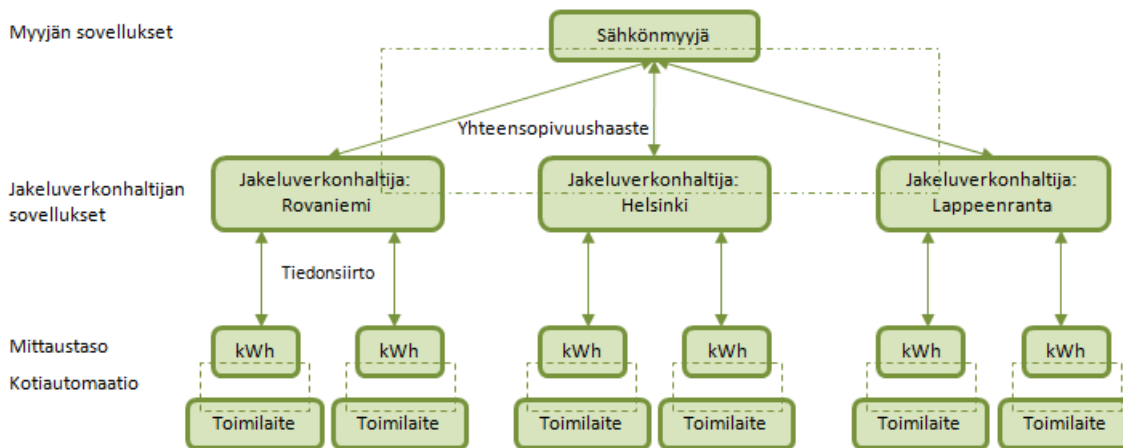 Myyjän sovellukset
Sähkönmyyjä
Yhteensopivuushaaste
Jakeluverkonhaltijan
sovellukset
Jakeluverkonhaltija:
Rovaniemi
Jakeluverkonhaltija:
Helsinki
Jakeluverkonhaltija:
Lappeenranta
Tiedonsiirto
Mittaustaso
kWh
kWh
kWh
kWh
kWh
kWh
Kotiautomaatio
Toimilaite
Toimilaite
Toimilaite
Toimilaite
Toimilaite
Toimilaite